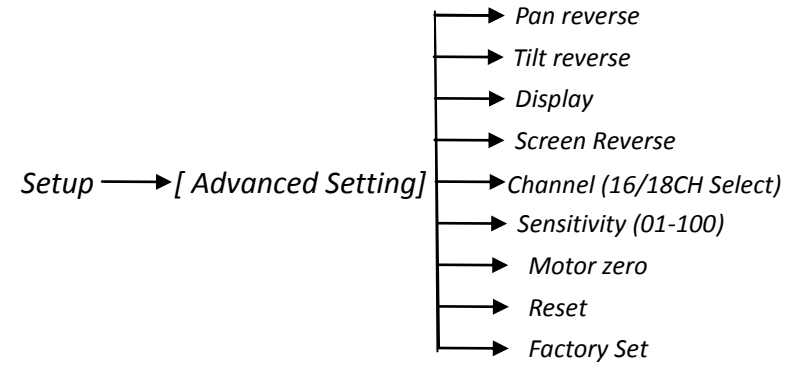 Pan reverse
Tilt reverse
Display
Screen Reverse
Setup [ Advanced Setting] Channel (16/18CH Select)
Sensitivity (01-100)
Motor zero
Reset
Factory Set